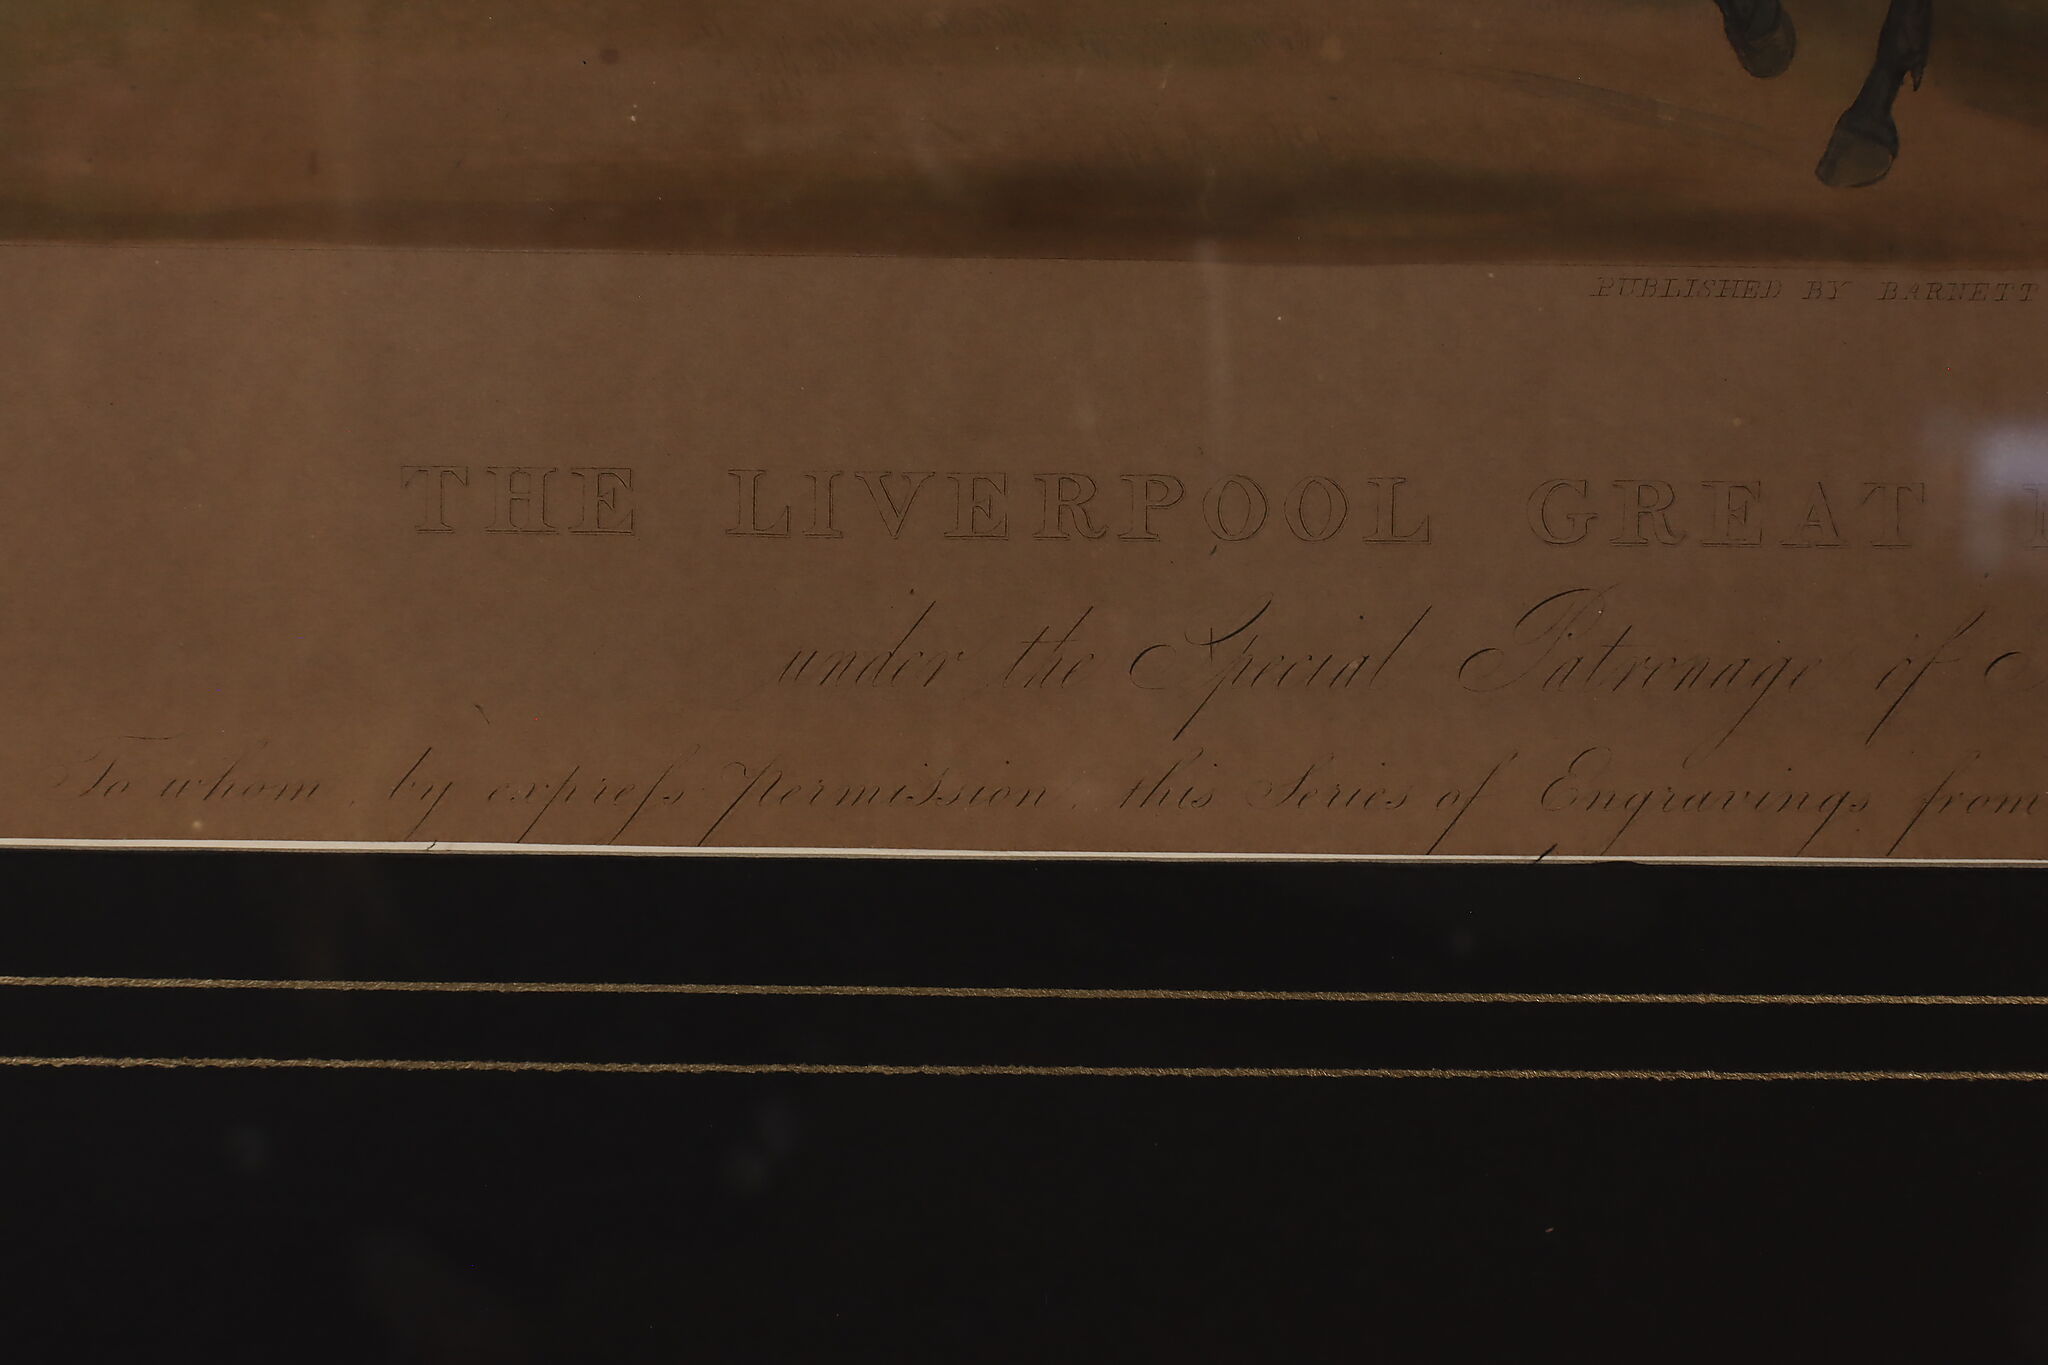 PUBLISHED BY BARNETT
THE LIVERPOOL GREAT
under the Special Patronage of
To whom, by expreſs permission, this Series of Engravings from